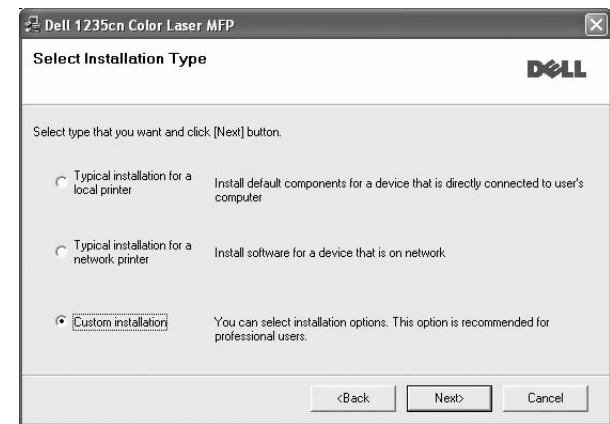 Dell 1235cn Color Laser MFP
Select Installation Type
DELL
Select type that you want and click [Next] button.
Typical installation for a
local printer
Install default components for a device that is directly connected to user's
computer
Typical installation for a
network printer
Install software for a device that is on network
Custom installation
You can select installation options. This option is recommended for
professional users.
<Back
Next>
Cancel